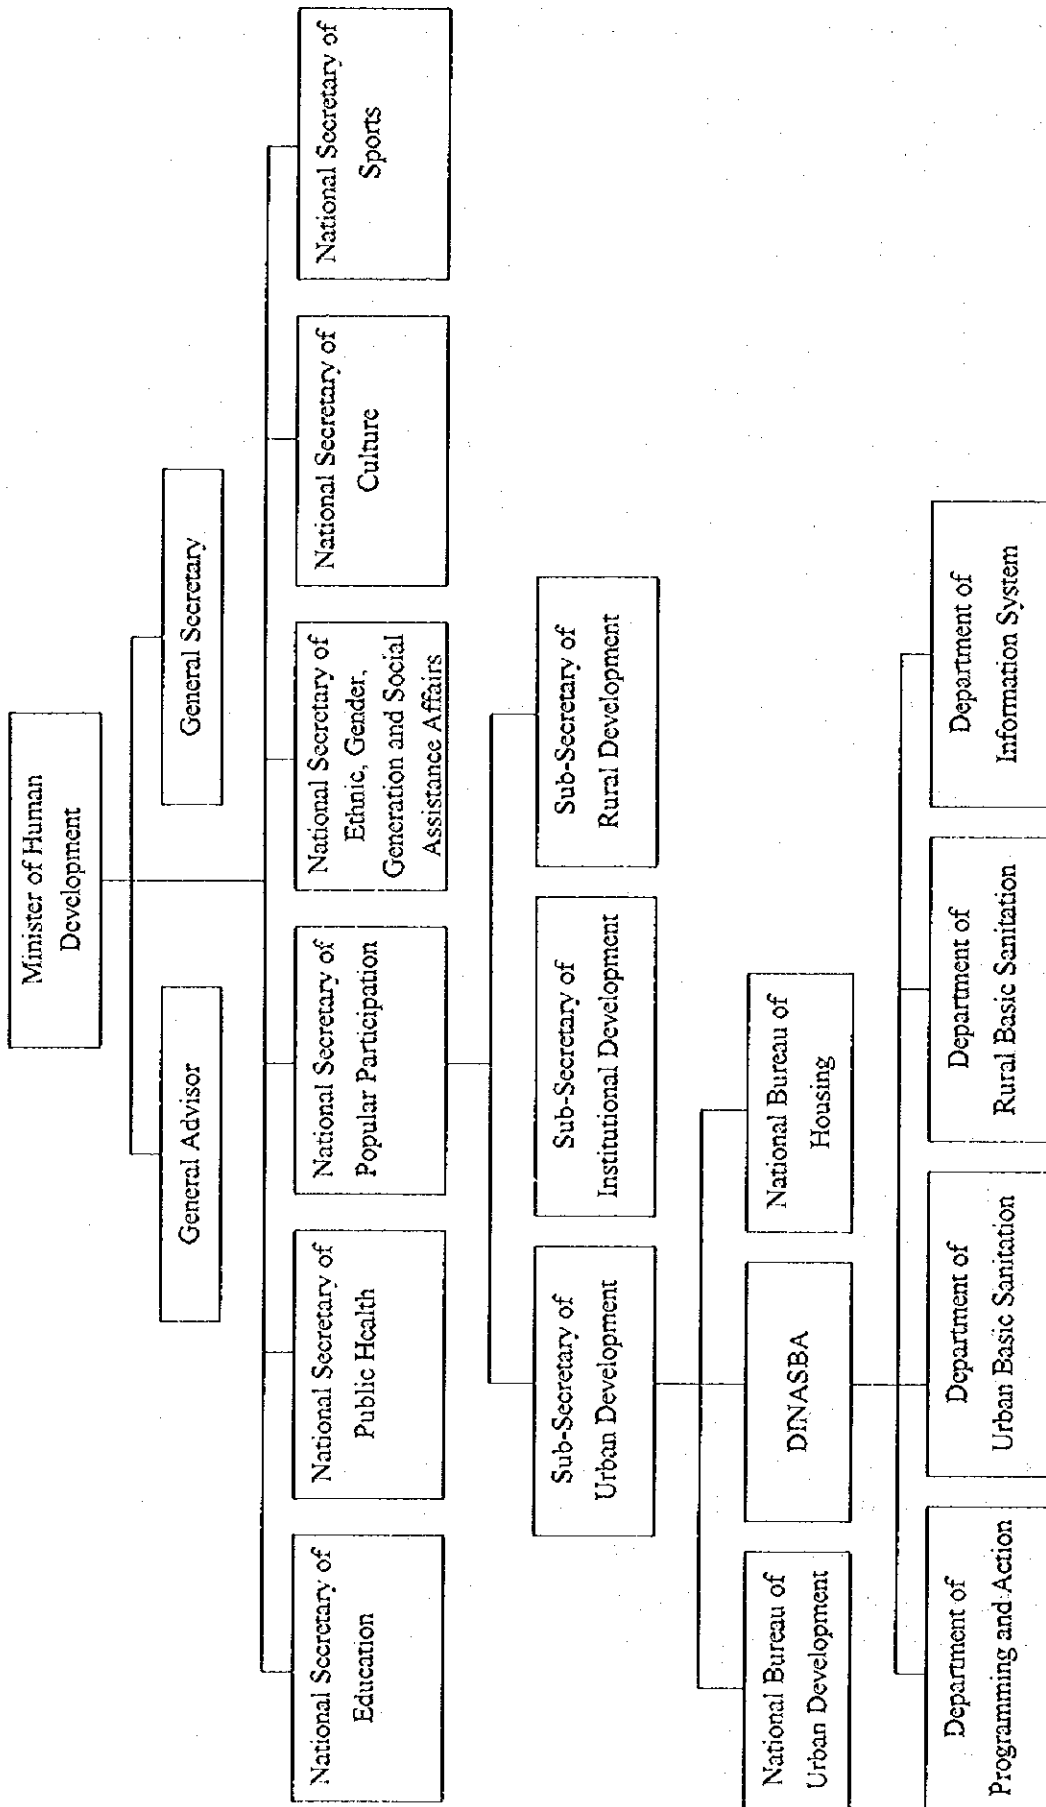 Minister of Human
Development
General Advisor
General Secretary
National Secretary of
Education
National Secretary of
Public Health
National Secretary of
Popular Participation
National Secretary of
Ethnic, Gender,
Generation and Social
Assistance Affairs
National Secretary of
Culture
National Secretary of
Sports
Sub-Secretary of
Urban Development
Sub-Secretary of
Institutional Development
Sub-Secretary of
Rural Development
National Bureau of
Urban Development
DINASBA
National Bureau of
Housing
Department of
Programming and Action
Department of
Urban Basic Sanitation
Department of
Rural Basic Sanitation
Department of
Information System